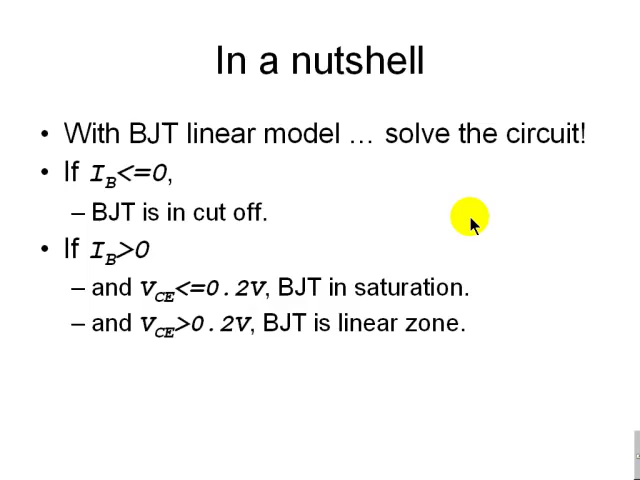 In a nutshell
• With BJT linear model … solve the circuit!
• If IB<=0,
– BJT is in cut off.
• If IB>0
– and VCE<=0.2V, BJT in saturation.
– and VCE>0.2V, BJT is linear zone.